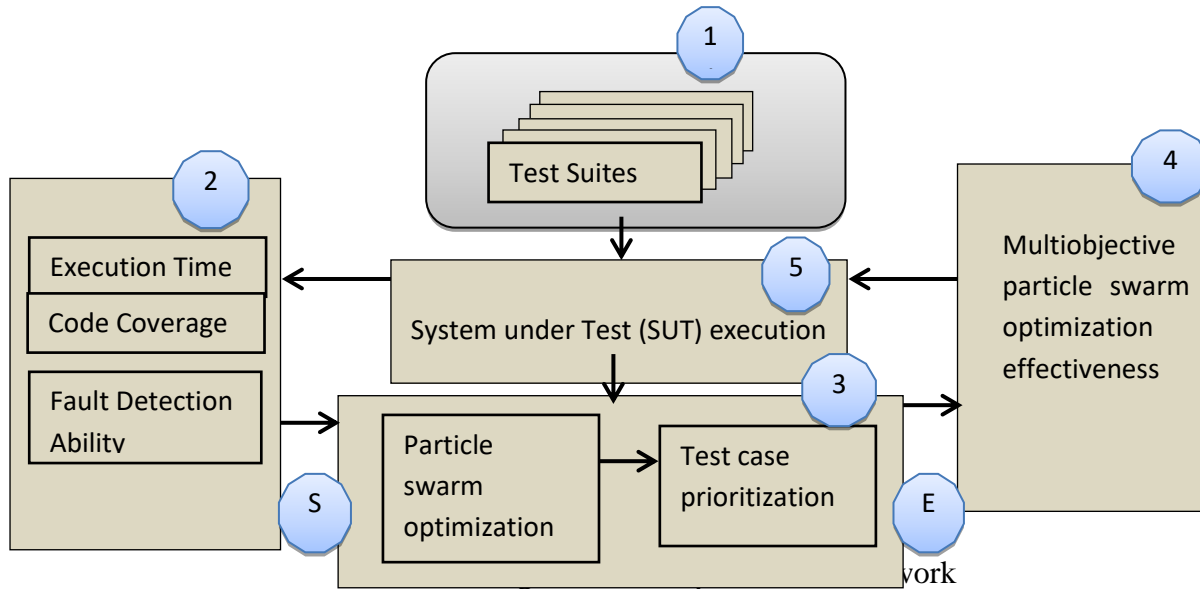 1
Test Suites
2
4
Execution Time
Code Coverage
Fault Detection
Ability
5
System under Test (SUT) execution
Multiobjective
particle swarm
optimization
effectiveness
3
Particle
swarm
optimization
Test case
prioritization
S
E